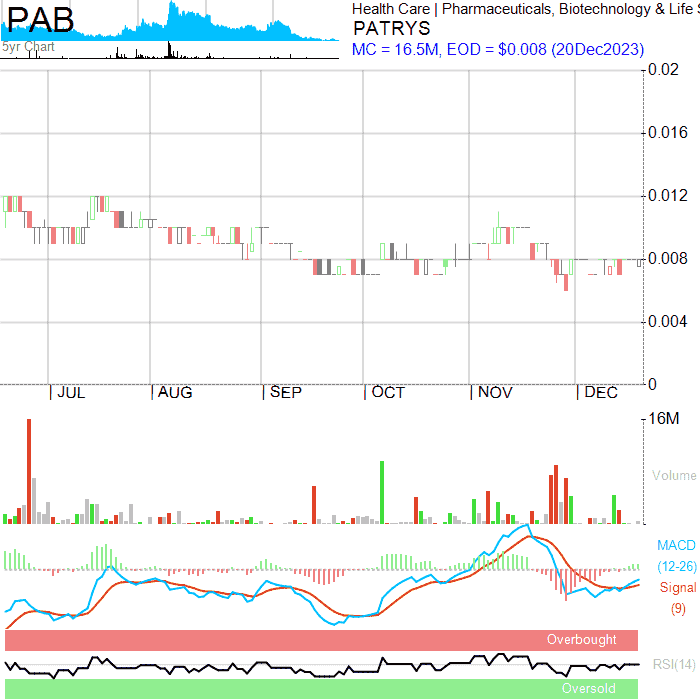 PAB
5yr Chart
Health Care | Pharmaceuticals, Biotechnology & Life S
PATRYS
MC = 16.5M, EOD = $0.008 (20Dec2023)
0.02
0.016
0.012
0.008
0.004
0
JUL AUG SEP OCT NOV DEC
16M
Volume
MACD
(12-26)
Signal
(9)
Overbought
RSI(14)
Oversold